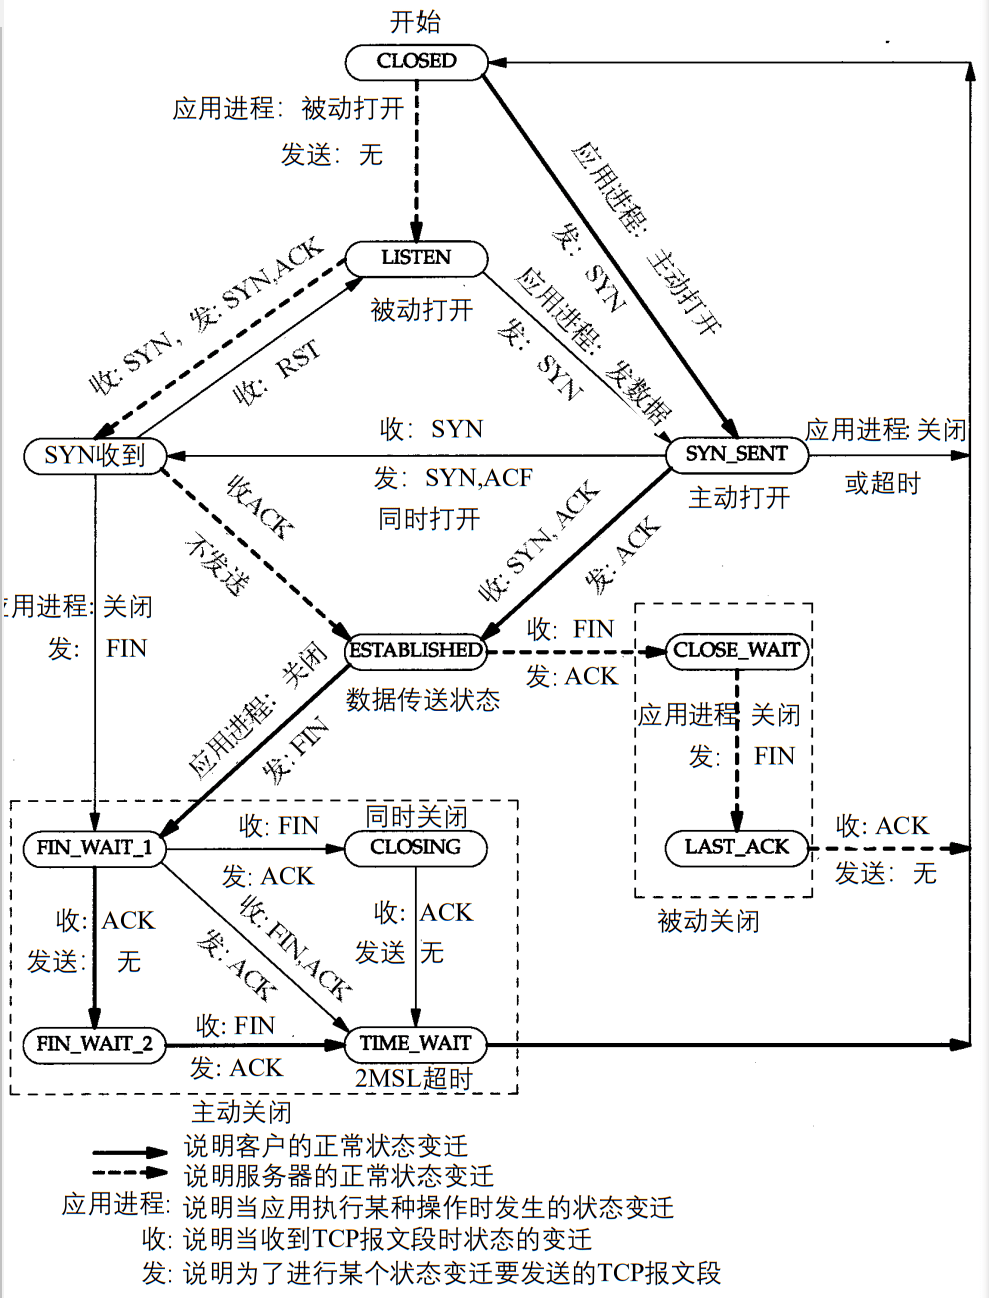 开始
CLOSED
应用进程：被动打开
发送：无
应用进程：主动打开
发：SYN
LISTEN
被动打开
收：SYN，发：SYN,ACK
收：RST
应用进程：发数据
发：SYN
SYN收到
收：SYN
发：SYN,ACF
同时打开
SYN_SENT
主动打开
应用进程：关闭
或超时
收ACK
不发送
收：SYN, ACK
发：ACK
应用进程：关闭
发：FIN
ESTABLISHED
数据传送状态
收：FIN
发：ACK
CLOSE_WAIT
应用进程 关闭
发：FIN
应用进程：关闭
发：FIN
FIN_WAIT_1
收：FIN
发：ACK
同时关闭
CLOSING
LAST_ACK
收：ACK
发送：无
被动关闭
收：ACK
发送：无
收：FIN,ACK
发：ACK
收：ACK
发送 无
FIN_WAIT_2
收：FIN
发：ACK
TIME_WAIT
2MSL超时
主动关闭
说明客户的正常状态变迁
说明服务器的正常状态变迁
应用进程：说明当应用执行某种操作时发生的状态变迁
收：说明当收到TCP报文段时状态的变迁
发：说明为了进行某个状态变迁要发送的TCP报文段